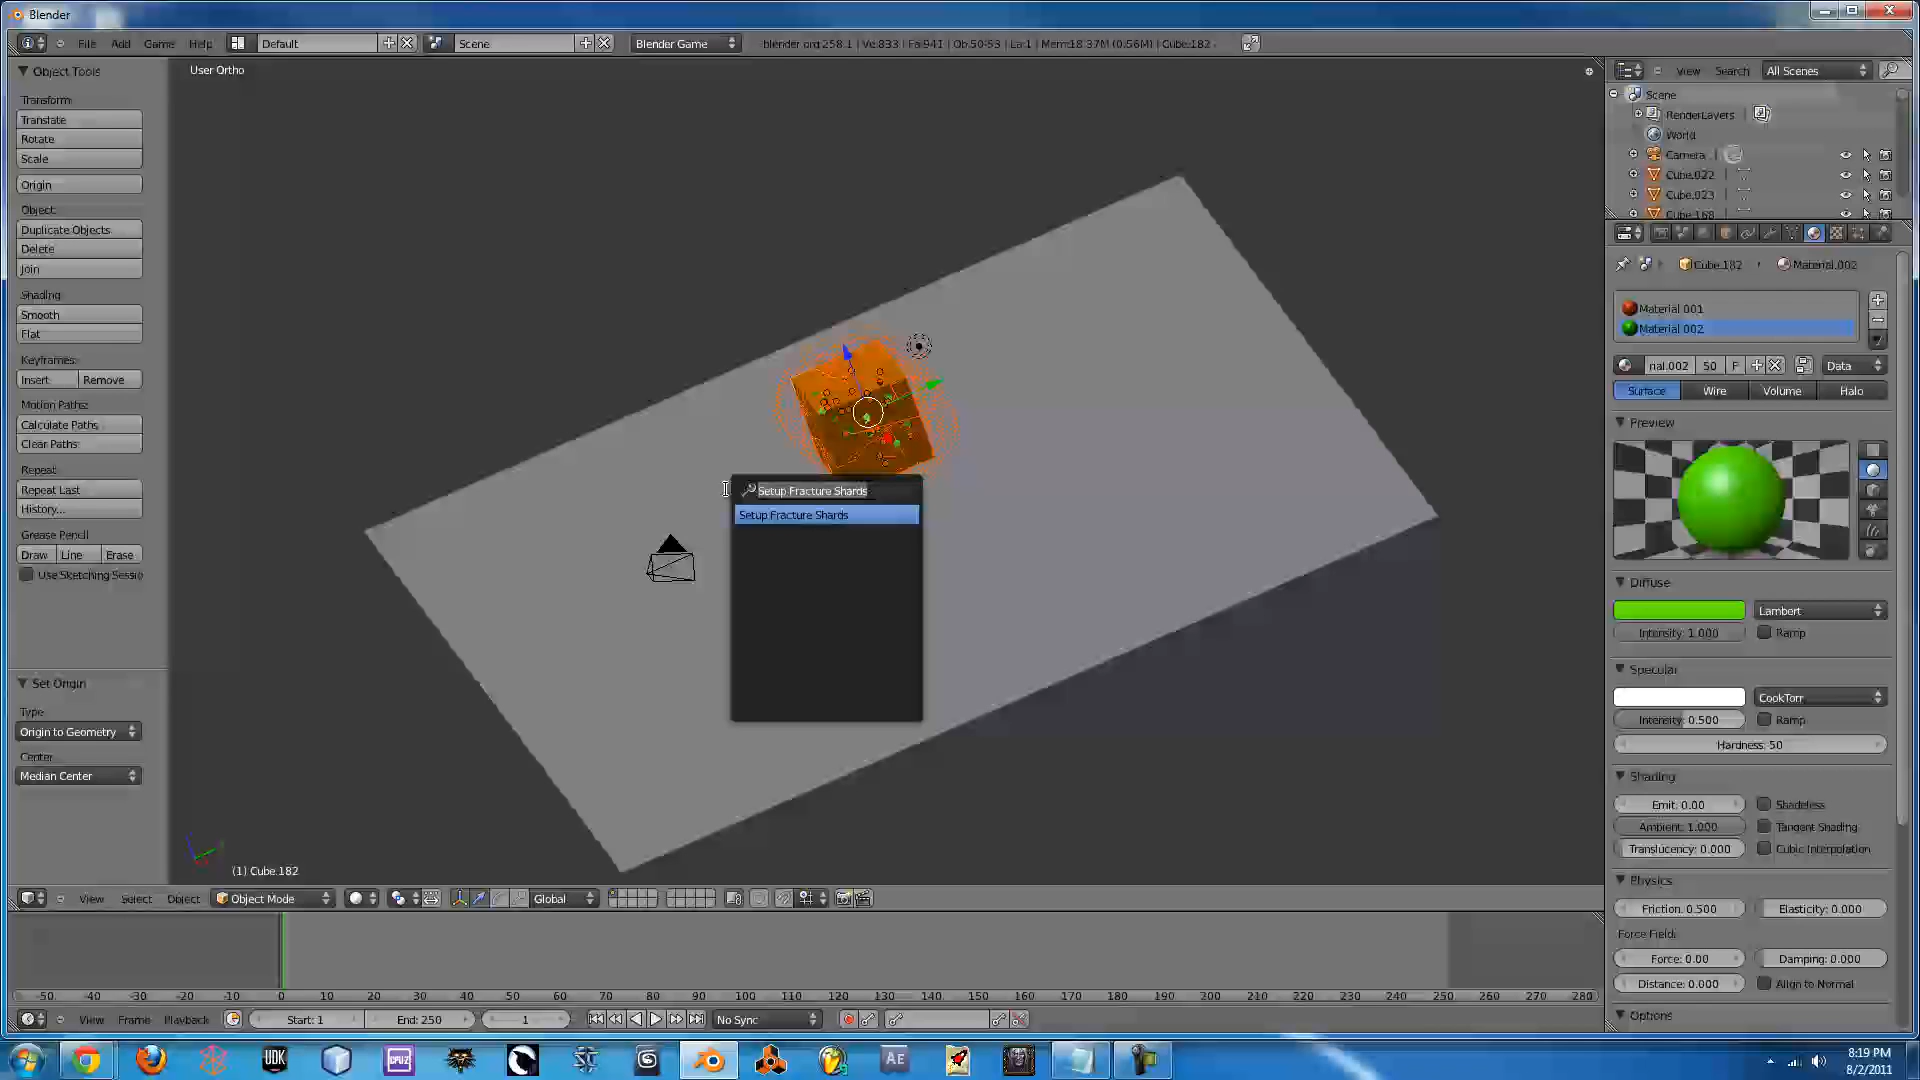 Blender
File Add Game Help Default Scene Blender Game blender.org 258.1 | Ve:833 | Fa:941 | Ob:50-53 | La:1 | Mem:18.37M (0.56M) | Cube.182
Object Tools
User Ortho
View Search All Scenes
Transform:
Translate
Rotate
Scale
Origin
Object:
Duplicate Objects
Delete
Join
Shading:
Smooth
Flat
Keyframes:
Insert Remove
Motion Paths:
Calculate Paths
Clear Paths
Repeat:
Repeat Last
History...
Grease Pencil:
Draw Line Erase
Use Sketching Sessio
Set Origin
Type
Origin to Geometry
Center
Median Center
Setup Fracture Shards
Setup Fracture Shards
(1) Cube.182
View Select Object Object Mode Global
Scene
RenderLayers
World
Camera
Cube.022
Cube.023
Cube.168
Cube.182 Material.002
Material.001
Material.002
ial.002 50 F Data
Surface Wire Volume Halo
Preview
Diffuse
Lambert
Intensity: 1.000 Ramp
Specular
CookTorr
Intensity: 0.500 Ramp
Hardness: 50
Shading
Emit: 0.00 Shadeless
Ambient: 1.000 Tangent Shading
Translucency: 0.000 Cubic Interpolation
Physics
Friction: 0.500 Elasticity: 0.000
Force Field:
Force: 0.00 Damping: 0.000
Distance: 0.000 Align to Normal
Options
-50 -40 -30 -20 -10 0 10 20 30 40 50 60 70 80 90 100 110 120 130 140 150 160 170 180 190 200 210 220 230 240 250 260 270 280
View Frame Playback Start: 1 End: 250 1 No Sync
UDK
CFUZ
Ae
8:19 PM
8/2/2011